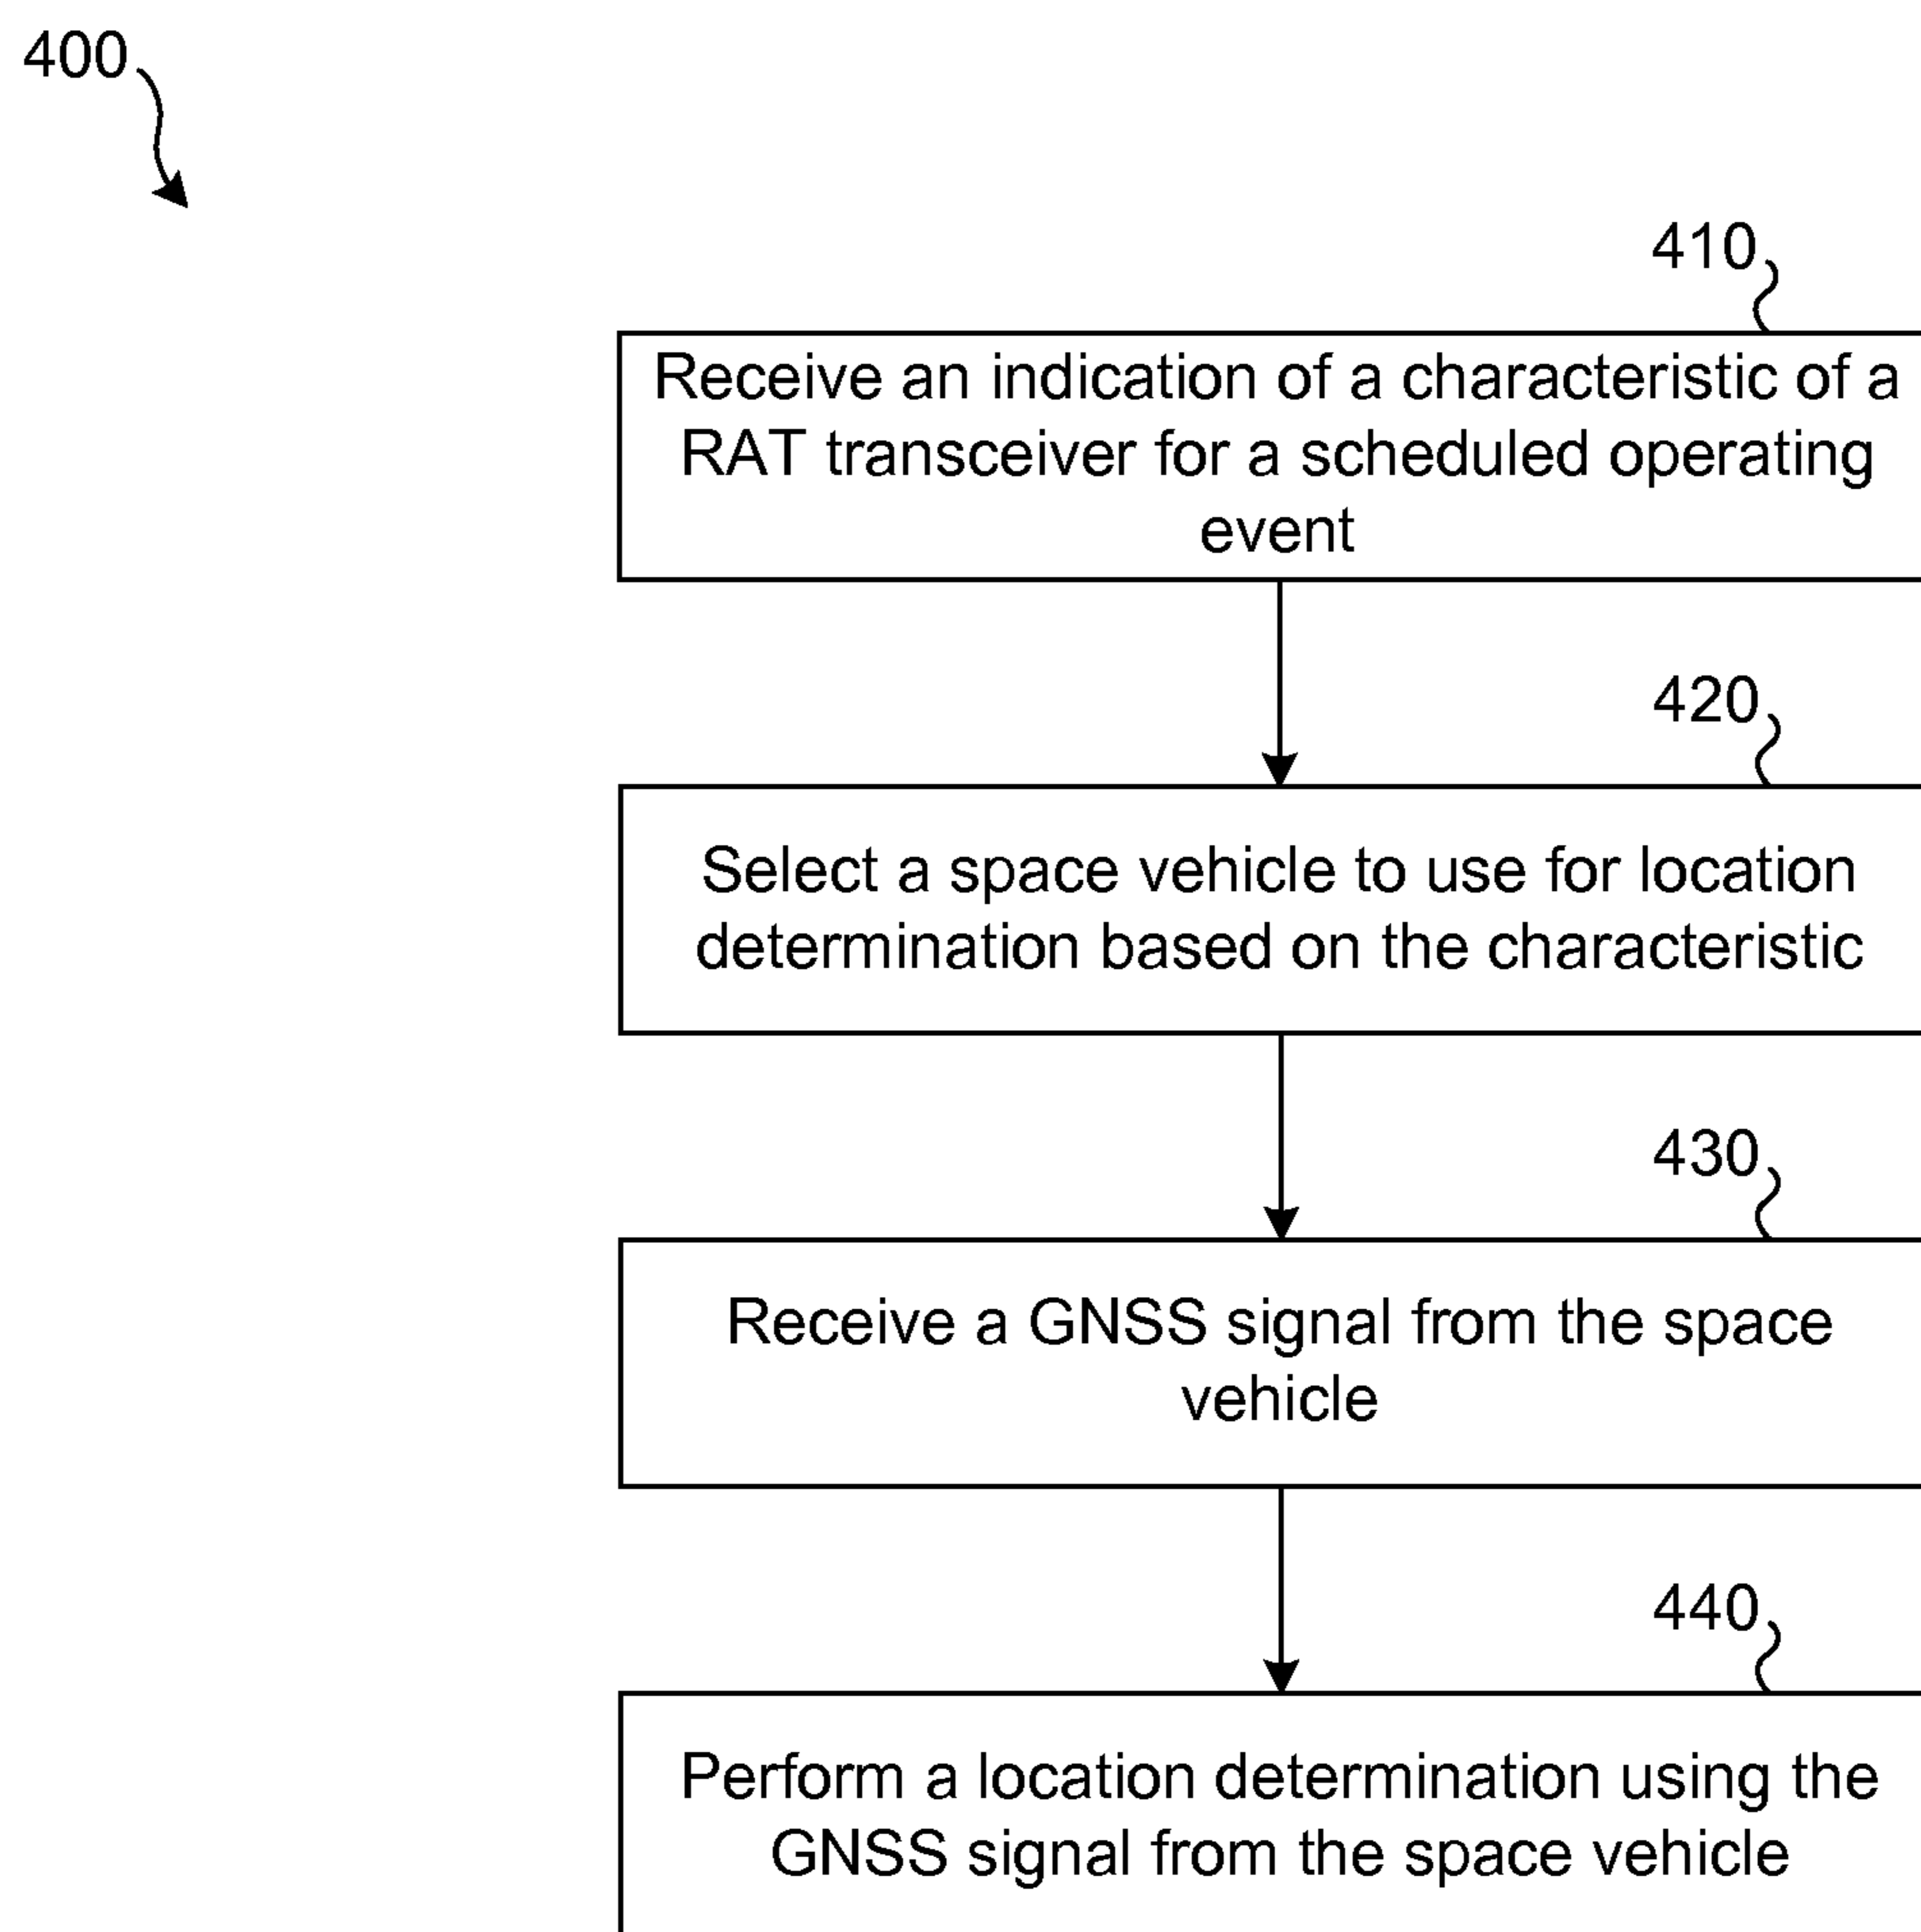 400
410
Receive an indication of a characteristic of a
RAT transceiver for a scheduled operating
event
420
Select a space vehicle to use for location
determination based on the characteristic
430
Receive a GNSS signal from the space
vehicle
440
Perform a location determination using the
GNSS signal from the space vehicle